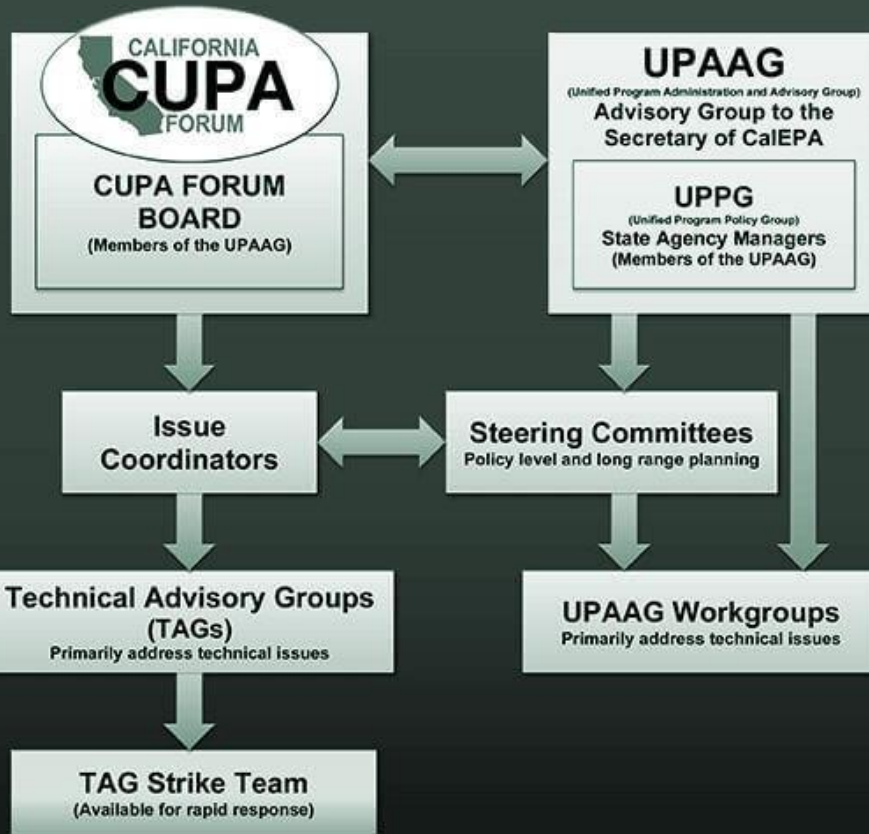 CALIFORNIA
CUPA
FORUM
CUPA FORUM
BOARD
(Members of the UPAAG)
UPAAG
(Unified Program Administration and Advisory Group)
Advisory Group to the
Secretary of CalEPA
UPPG
(Unified Program Policy Group)
State Agency Managers
(Members of the UPAAG)
Issue
Coordinators
Steering Committees
Policy level and long range planning
Technical Advisory Groups
(TAGs)
Primarily address technical issues
UPAAG Workgroups
Primarily address technical issues
TAG Strike Team
(Available for rapid response)